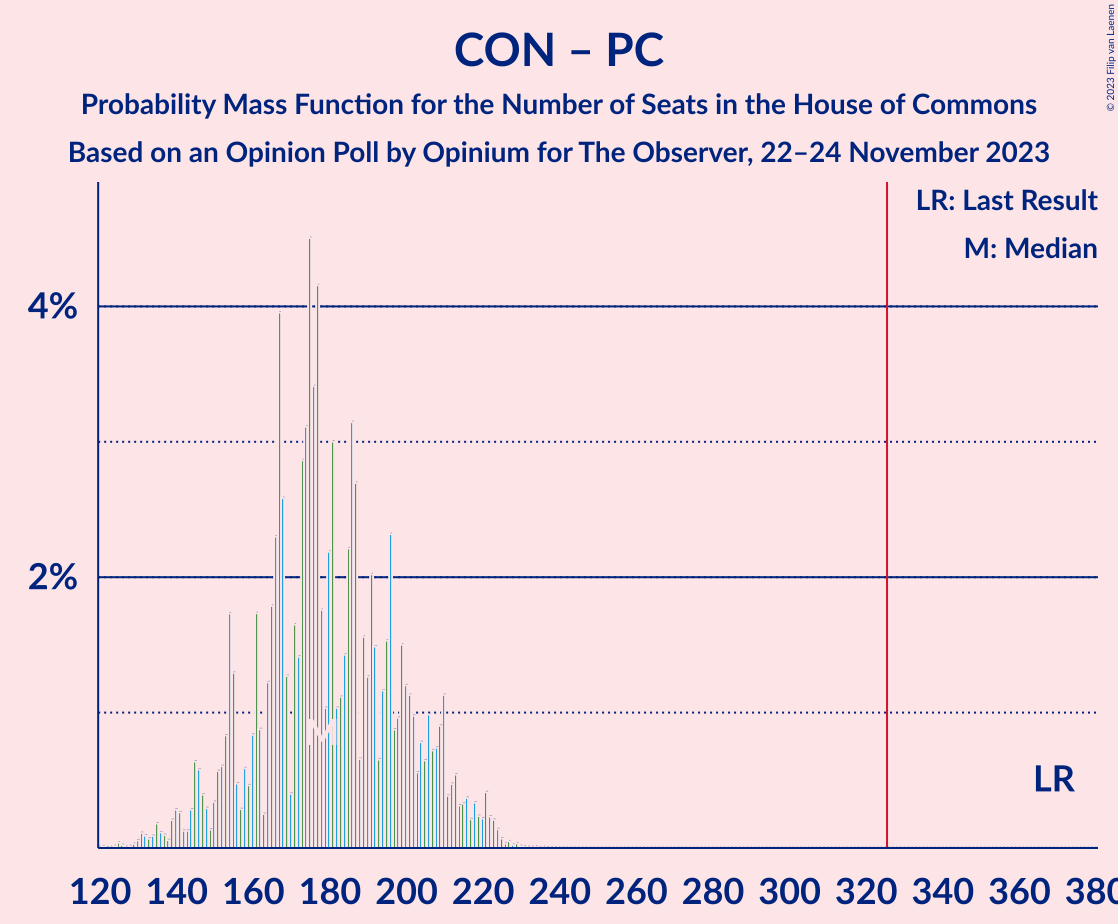 CON – PC
Probability Mass Function for the Number of Seats in the House of Commons
Based on an Opinion Poll by Opinium for The Observer, 22–24 November 2023
© 2023 Filip van Laenen
LR: Last Result
M: Median
4%
2%
LR
120 140 160 180 200 220 240 260 280 300 320 340 360 380